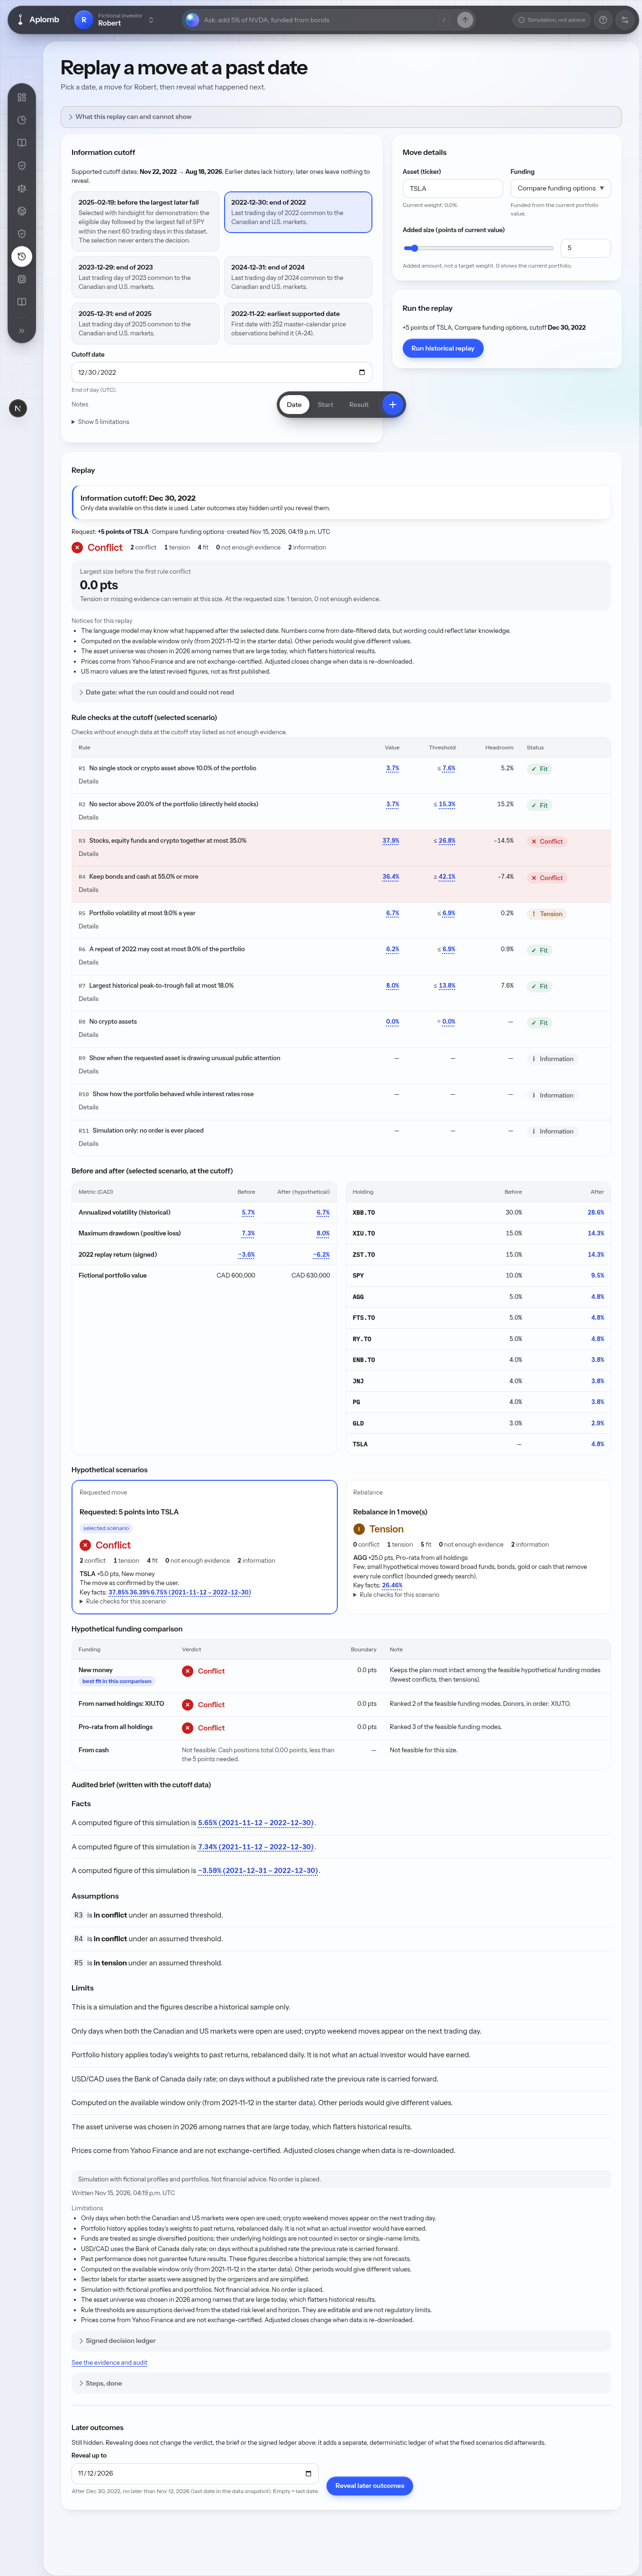 Aplomb
R
Fictional investor
Robert
Ask: add 5% of NVDA, funded from bonds
/
Simulation, not advice
Replay a move at a past date
Pick a date, a move for Robert, then reveal what happened next.
What this replay can and cannot show
Information cutoff
Supported cutoff dates: Nov 22, 2022 → Aug 18, 2026. Earlier dates lack history; later ones leave nothing to
reveal.
2025-02-19: before the largest later fall
Selected with hindsight for demonstration: the
eligible day followed by the largest fall of SPY
within the next 60 trading days in this dataset.
The selection never enters the decision.
2022-12-30: end of 2022
Last trading day of 2022 common to the
Canadian and U.S. markets.
2023-12-29: end of 2023
Last trading day of 2023 common to the
Canadian and U.S. markets.
2024-12-31: end of 2024
Last trading day of 2024 common to the
Canadian and U.S. markets.
2025-12-31: end of 2025
Last trading day of 2025 common to the
Canadian and U.S. markets.
2022-11-22: earliest supported date
First date with 252 master-calendar price
observations behind it (A-24).
Cutoff date
12/30/2022
End of day (UTC).
Notes
Show 5 limitations
Move details
Asset (ticker)
TSLA
Current weight: 0.0%
Funding
Compare funding options
Funded from the current portfolio
value.
Added size (points of current value)
5
Added amount, not a target weight. 0 shows the current portfolio.
Run the replay
+5 points of TSLA, Compare funding options, cutoff Dec 30, 2022
Run historical replay
N
Date
Start
Result
+
Replay
Information cutoff: Dec 30, 2022
Only data available on this date is used. Later outcomes stay hidden until you reveal them.
Request: +5 points of TSLA · Compare funding options · created Nov 15, 2026, 04:19 p.m. UTC
Conflict 2 conflict 1 tension 4 fit 0 not enough evidence 2 information
Largest size before the first rule conflict
0.0 pts
Tension or missing evidence can remain at this size. At the requested size: 1 tension, 0 not enough evidence.
Notices for this replay
The language model may know what happened after the selected date. Numbers come from date-filtered data, but wording could reflect later knowledge.
Computed on the available window only (from 2021-11-12 in the starter data). Other periods would give different values.
The asset universe was chosen in 2026 among names that are large today, which flatters historical results.
Prices come from Yahoo Finance and are not exchange-certified. Adjusted closes change when data is re-downloaded.
US macro values are the latest revised figures, not as first published.
Date gate: what the run could and could not read
Rule checks at the cutoff (selected scenario)
Checks without enough data at the cutoff stay listed as not enough evidence.
Rule Value Threshold Headroom Status
R1 No single stock or crypto asset above 10.0% of the portfolio 3.7% ≤ 7.6% 5.2% ✓ Fit
Details
R2 No sector above 20.0% of the portfolio (directly held stocks) 3.7% ≤ 15.3% 15.2% ✓ Fit
Details
R3 Stocks, equity funds and crypto together at most 35.0% 37.9% ≤ 26.8% -14.5% ✕ Conflict
Details
R4 Keep bonds and cash at 55.0% or more 36.4% ≥ 42.1% -7.4% ✕ Conflict
Details
R5 Portfolio volatility at most 9.0% a year 6.7% ≤ 6.9% 0.2% ! Tension
Details
R6 A repeat of 2022 may cost at most 9.0% of the portfolio 6.2% ≤ 6.9% 0.9% ✓ Fit
Details
R7 Largest historical peak-to-trough fall at most 18.0% 8.0% ≤ 13.8% 7.6% ✓ Fit
Details
R8 No crypto assets 0.0% = 0.0% — ✓ Fit
Details
R9 Show when the requested asset is drawing unusual public attention — — — i Information
Details
R10 Show how the portfolio behaved while interest rates rose — — — i Information
Details
R11 Simulation only: no order is ever placed — — — i Information
Details
Before and after (selected scenario, at the cutoff)
Metric (CAD) Before After (hypothetical)
Annualized volatility (historical) 5.7% 6.7%
Maximum drawdown (positive loss) 7.3% 8.0%
2022 replay return (signed) −3.6% −6.2%
Fictional portfolio value CAD 600,000 CAD 630,000
Holding Before After
XBB.TO 30.0% 28.6%
XIU.TO 15.0% 14.3%
ZST.TO 15.0% 14.3%
SPY 10.0% 9.5%
AGG 5.0% 4.8%
FTS.TO 5.0% 4.8%
RY.TO 5.0% 4.8%
ENB.TO 4.0% 3.8%
JNJ 4.0% 3.8%
PG 4.0% 3.8%
GLD 3.0% 2.9%
TSLA — 4.8%
Hypothetical scenarios
Requested move
Requested: 5 points into TSLA
selected scenario
Conflict
2 conflict 1 tension 4 fit 0 not enough evidence 2 information
TSLA +5.0 pts, New money
The move as confirmed by the user.
Key facts: 37.85% 36.39% 6.75% (2021-11-12 – 2022-12-30)
Rule checks for this scenario
Rebalance
Rebalance in 1 move(s)
Tension
0 conflict 1 tension 5 fit 0 not enough evidence 2 information
AGG +25.0 pts, Pro-rata from all holdings
Few, small hypothetical moves toward broad funds, bonds, gold or cash that remove
every rule conflict (bounded greedy search).
Key facts: 26.46%
Rule checks for this scenario
Hypothetical funding comparison
Funding Verdict Boundary Note
New money
best fit in this comparison
Conflict 0.0 pts Keeps the plan most intact among the feasible hypothetical funding modes
(fewest conflicts, then tensions).
From named holdings: XIU.TO Conflict 0.0 pts Ranked 2 of the feasible funding modes. Donors, in order: XIU.TO.
Pro-rata from all holdings Conflict 0.0 pts Ranked 3 of the feasible funding modes.
From cash Not feasible: Cash positions total 0.00 points, less than
the 5 points needed.
— Not feasible for this size.
Audited brief (written with the cutoff data)
Facts
A computed figure of this simulation is 5.65% (2021-11-12 – 2022-12-30).
A computed figure of this simulation is 7.34% (2021-11-12 – 2022-12-30).
A computed figure of this simulation is −3.59% (2021-12-31 – 2022-12-30).
Assumptions
R3 is in conflict under an assumed threshold.
R4 is in conflict under an assumed threshold.
R5 is in tension under an assumed threshold.
Limits
This is a simulation and the figures describe a historical sample only.
Only days when both the Canadian and US markets were open are used; crypto weekend moves appear on the next trading day.
Portfolio history applies today's weights to past returns, rebalanced daily. It is not what an actual investor would have earned.
USD/CAD uses the Bank of Canada daily rate; on days without a published rate the previous rate is carried forward.
Computed on the available window only (from 2021-11-12 in the starter data). Other periods would give different values.
The asset universe was chosen in 2026 among names that are large today, which flatters historical results.
Prices come from Yahoo Finance and are not exchange-certified. Adjusted closes change when data is re-downloaded.
Simulation with fictional profiles and portfolios. Not financial advice. No order is placed.
Written Nov 15, 2026, 04:19 p.m. UTC
Limitations
Only days when both the Canadian and US markets were open are used; crypto weekend moves appear on the next trading day.
Portfolio history applies today's weights to past returns, rebalanced daily. It is not what an actual investor would have earned.
Funds are treated as single diversified positions; their underlying holdings are not counted in sector or single-name limits.
USD/CAD uses the Bank of Canada daily rate; on days without a published rate the previous rate is carried forward.
Past performance does not guarantee future results. These figures describe a historical sample; they are not forecasts.
Computed on the available window only (from 2021-11-12 in the starter data). Other periods would give different values.
Sector labels for starter assets were assigned by the organizers and are simplified.
Simulation with fictional profiles and portfolios. Not financial advice. No order is placed.
The asset universe was chosen in 2026 among names that are large today, which flatters historical results.
Rule thresholds are assumptions derived from the stated risk level and horizon. They are editable and are not regulatory limits.
Prices come from Yahoo Finance and are not exchange-certified. Adjusted closes change when data is re-downloaded.
Signed decision ledger
See the evidence and audit
Steps, done
Later outcomes
Still hidden. Revealing does not change the verdict, the brief or the signed ledger above; it adds a separate, deterministic ledger of what the fixed scenarios did afterwards.
Reveal up to
11/12/2026
Reveal later outcomes
After Dec 30, 2022, no later than Nov 12, 2026 (last date in the data snapshot). Empty = last date.